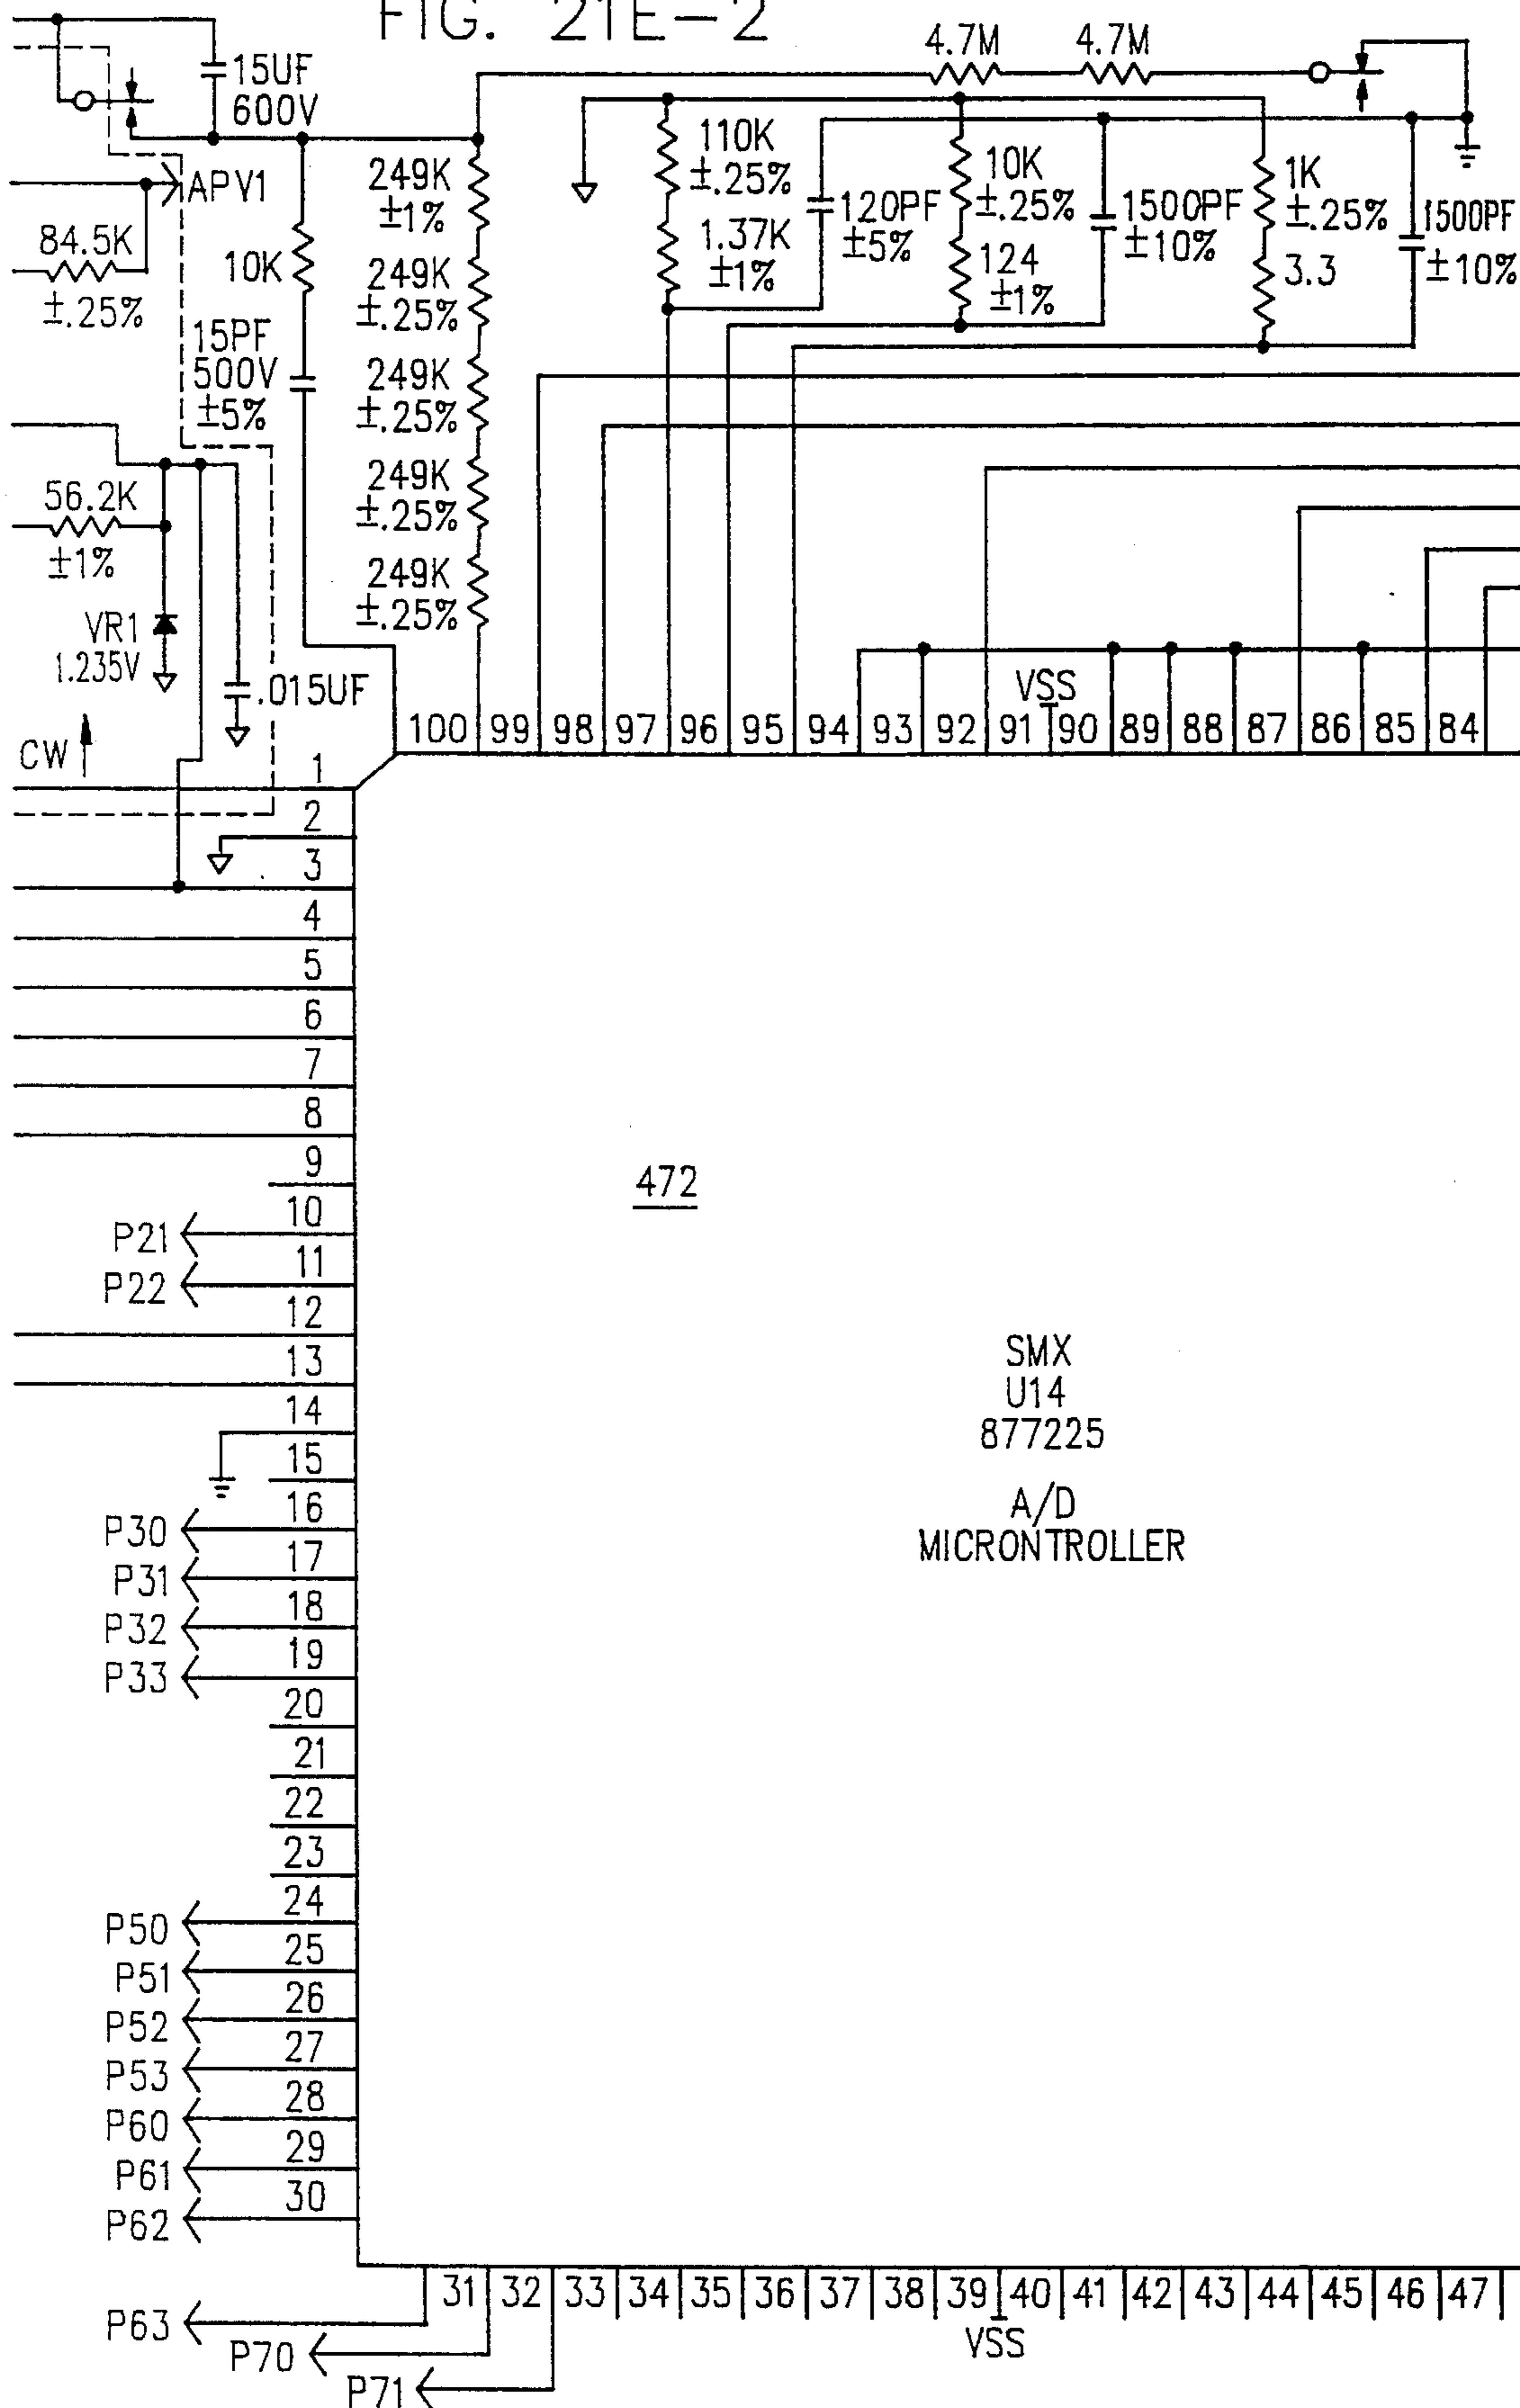 FIG. 21E-2
4.7M 4.7M
15UF
600V
APV1
84.5K
±.25%
10K
15PF
500V
±5%
249K
±1%
249K
±.25%
249K
±.25%
249K
±.25%
249K
±.25%
110K
±.25%
1.37K
±1%
120PF
±5%
10K
±.25%
124
±1%
1500PF
±10%
1K
±.25%
3.3
1500PF
±10%
56.2K
±1%
VR1
1.235V
.015UF
CW
VSS
100 99 98 97 96 95 94 93 92 91 90 89 88 87 86 85 84
1
2
3
4
5
6
7
8
9
10
P21
11
P22
12
13
14
15
16
P30
17
P31
18
P32
19
P33
20
21
22
23
24
P50
25
P51
26
P52
27
P53
28
P60
29
P61
30
P62
472
SMX
U14
877225
A/D
MICRONTROLLER
31 32 33 34 35 36 37 38 39 40 41 42 43 44 45 46 47
P63
VSS
P70
P71